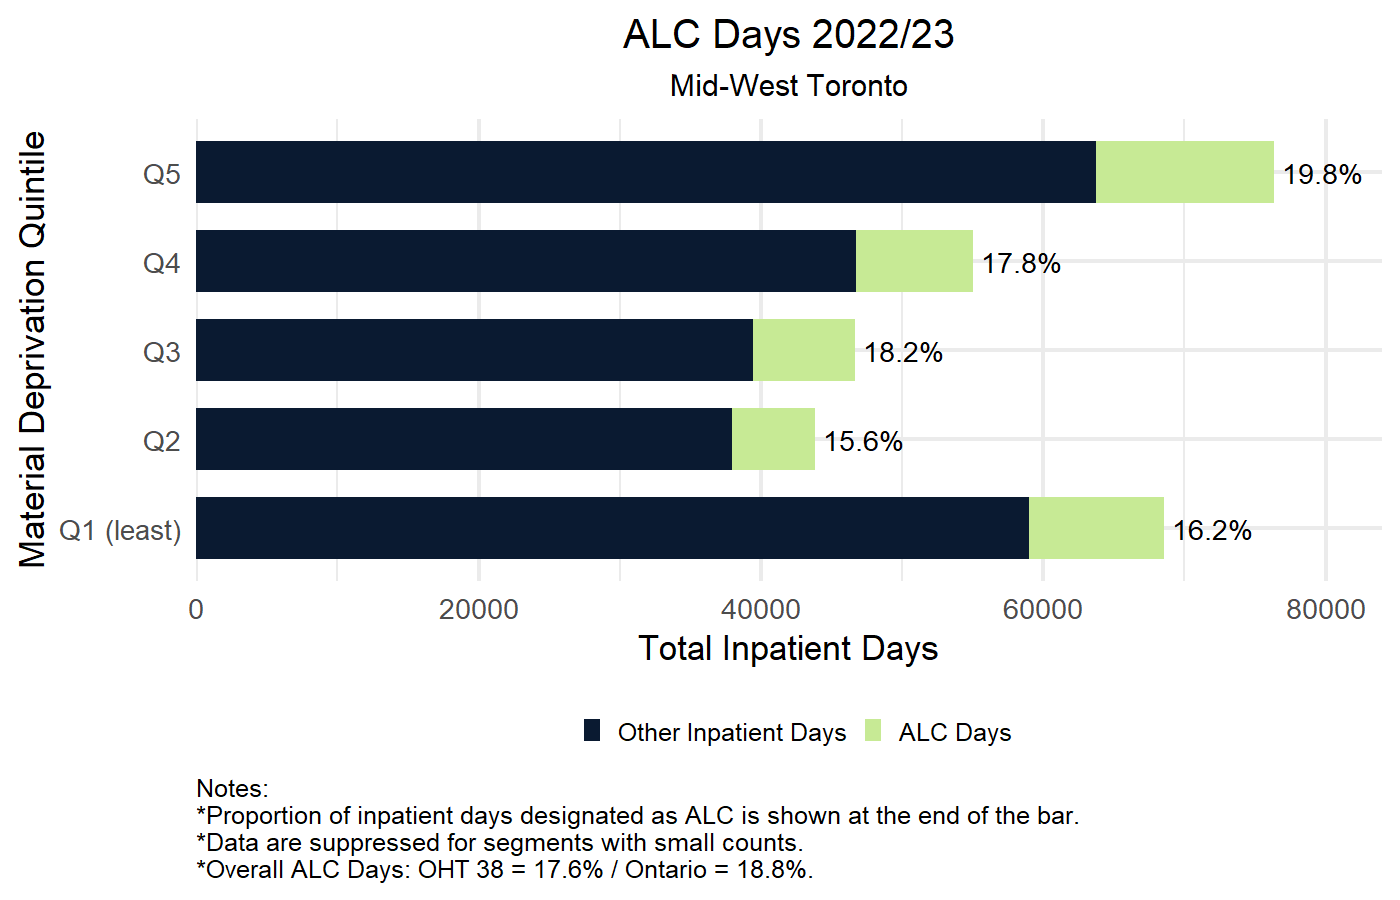 ALC Days 2022/23
Mid-West Toronto
Material Deprivation Quintile
Q5
19.8%
Q4
17.8%
Q3
18.2%
Q2
15.6%
Q1 (least)
16.2%
0 20000 40000 60000 80000
Total Inpatient Days
Other Inpatient Days ALC Days
Notes:
*Proportion of inpatient days designated as ALC is shown at the end of the bar.
*Data are suppressed for segments with small counts.
*Overall ALC Days: OHT 38 = 17.6% / Ontario = 18.8%.